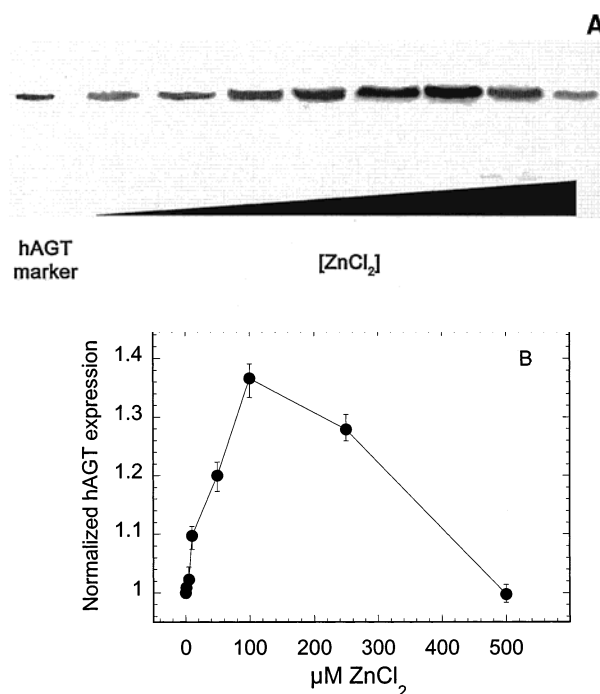 A
hAGT
marker
[ZnCl₂]
B
Normalized hAGT expression
1.4
1.3
1.2
1.1
1
0
100
200
300
400
500
µM ZnCl₂